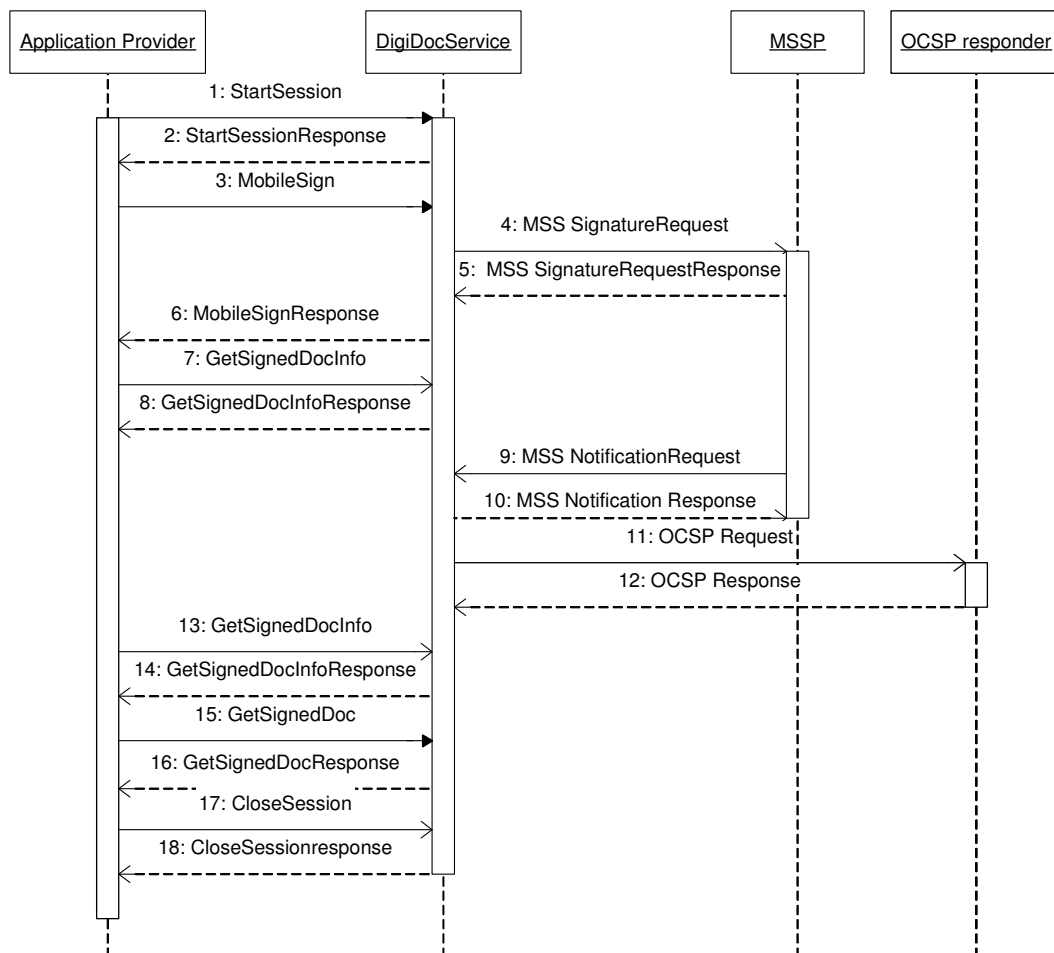 Application Provider
DigiDocService
MSSP
OCSP responder
1: StartSession
2: StartSessionResponse
3: MobileSign
4: MSS SignatureRequest
5:  MSS SignatureRequestResponse
6: MobileSignResponse
7: GetSignedDocInfo
8: GetSignedDocInfoResponse
9: MSS NotificationRequest
10: MSS Notification Response
11: OCSP Request
12: OCSP Response
13: GetSignedDocInfo
14: GetSignedDocInfoResponse
15: GetSignedDoc
16: GetSignedDocResponse
17: CloseSession
18: CloseSessionresponse